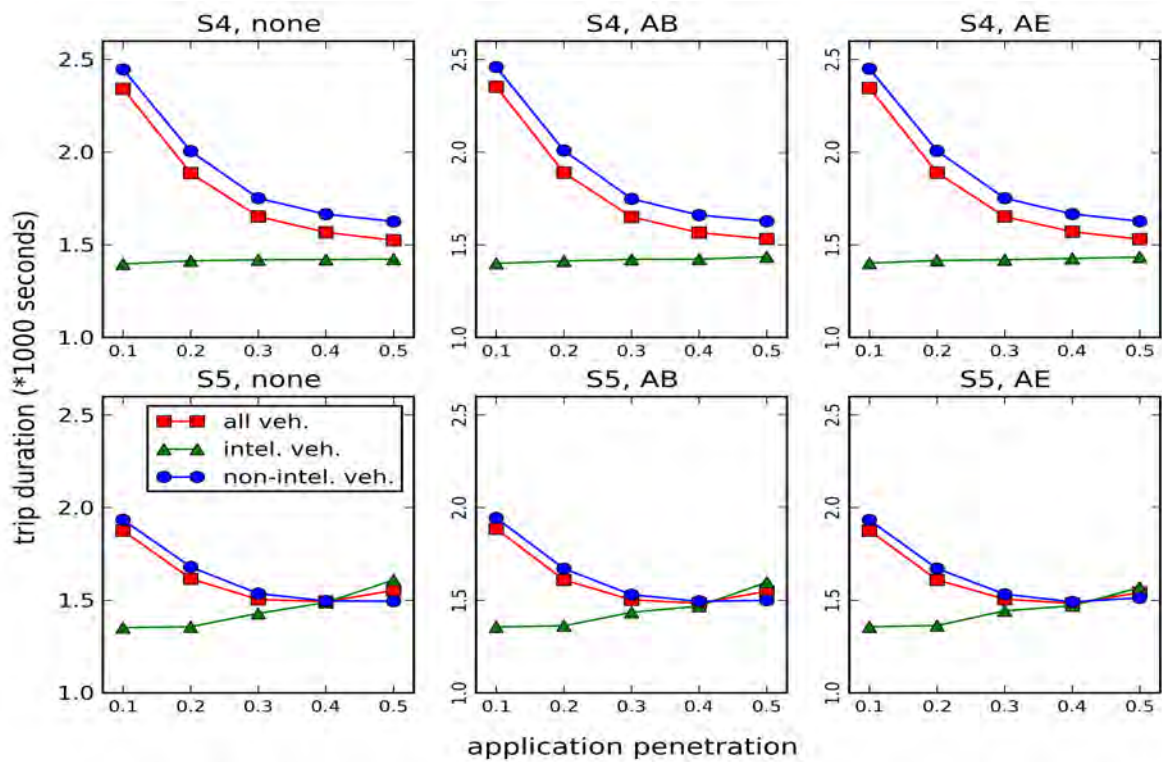 S4, none
S4, AB
S4, AE
2.5
2.0
1.5
1.0
0.1 0.2 0.3 0.4 0.5
2.5
2.0
1.5
1.0
0.1 0.2 0.3 0.4 0.5
2.5
2.0
1.5
1.0
0.1 0.2 0.3 0.4 0.5
trip duration (*1000 seconds)
S5, none
S5, AB
S5, AE
2.5
2.0
1.5
1.0
all veh.
intel. veh.
non-intel. veh.
0.1 0.2 0.3 0.4 0.5
2.5
2.0
1.5
1.0
0.1 0.2 0.3 0.4 0.5
2.5
2.0
1.5
1.0
0.1 0.2 0.3 0.4 0.5
application penetration